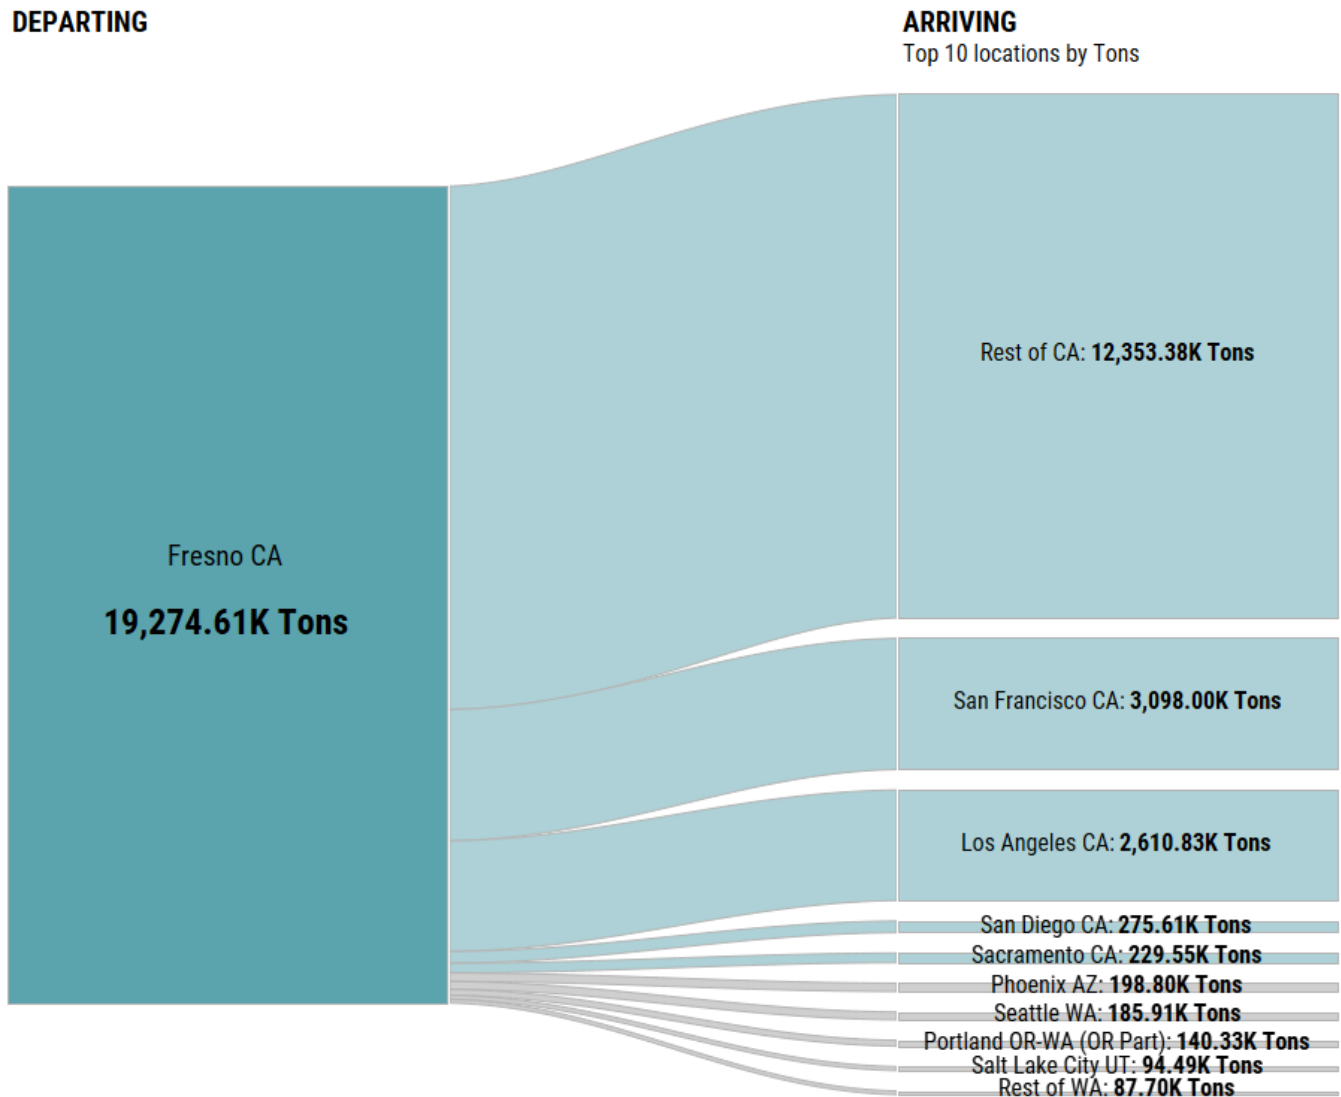 DEPARTING
ARRIVING
Top 10 locations by Tons
Fresno CA
19,274.61K Tons
Rest of CA: 12,353.38K Tons
San Francisco CA: 3,098.00K Tons
Los Angeles CA: 2,610.83K Tons
San Diego CA: 275.61K Tons
Sacramento CA: 229.55K Tons
Phoenix AZ: 198.80K Tons
Seattle WA: 185.91K Tons
Portland OR-WA (OR Part): 140.33K Tons
Salt Lake City UT: 94.49K Tons
Rest of WA: 87.70K Tons